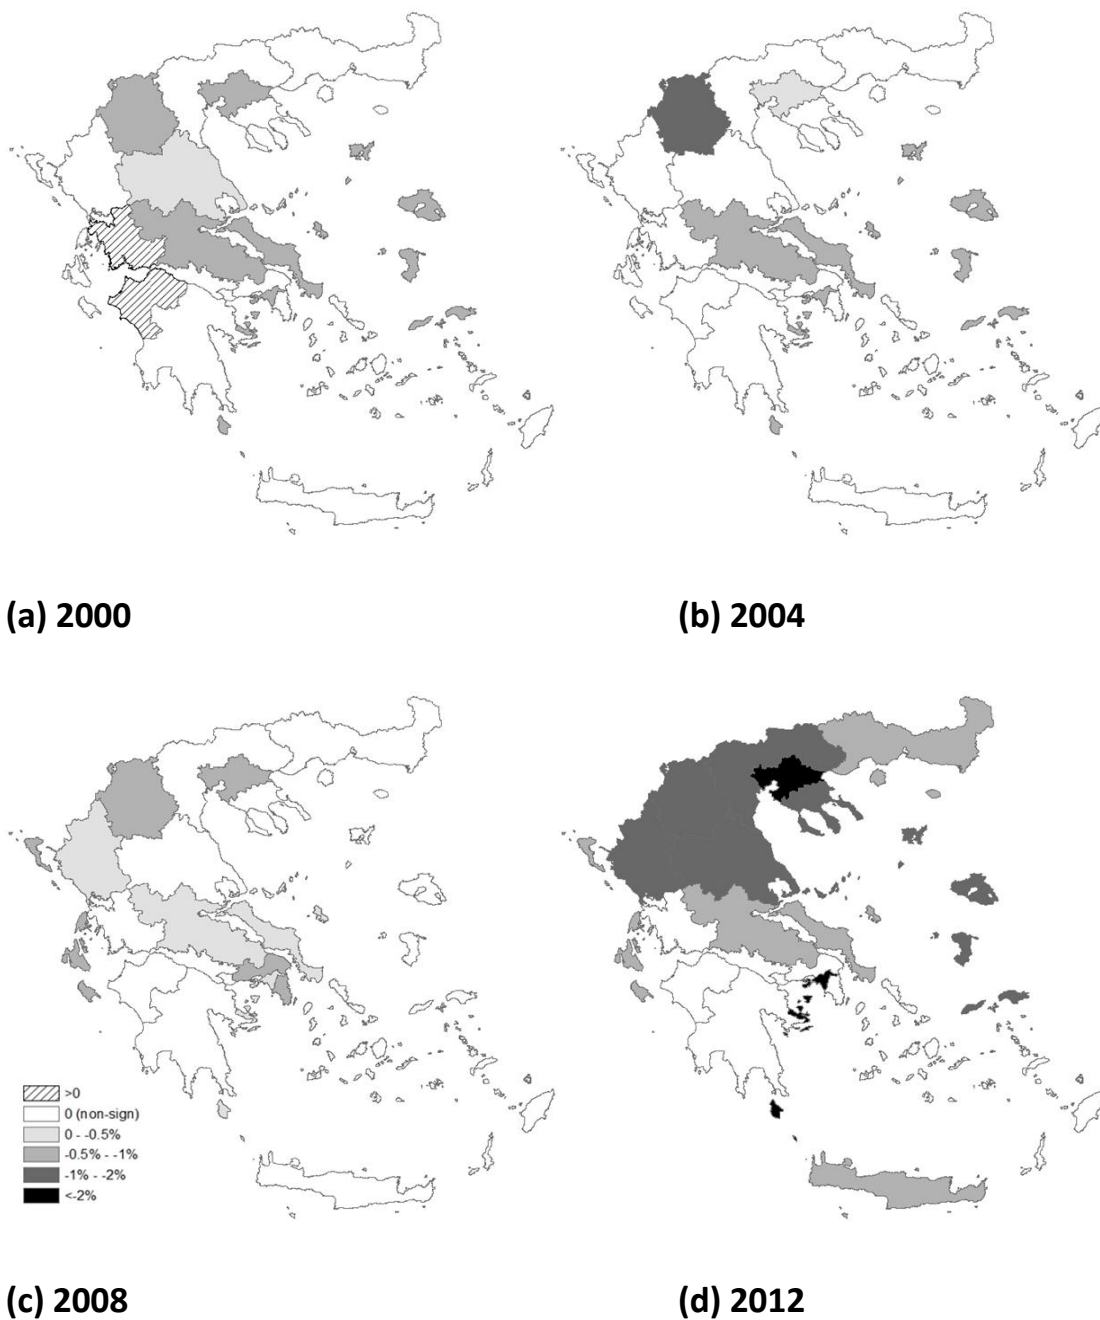 (a) 2000
(b) 2004
>0
0 (non-sign)
0 - -0.5%
-0.5% - -1%
-1% - -2%
<-2%
(c) 2008
(d) 2012